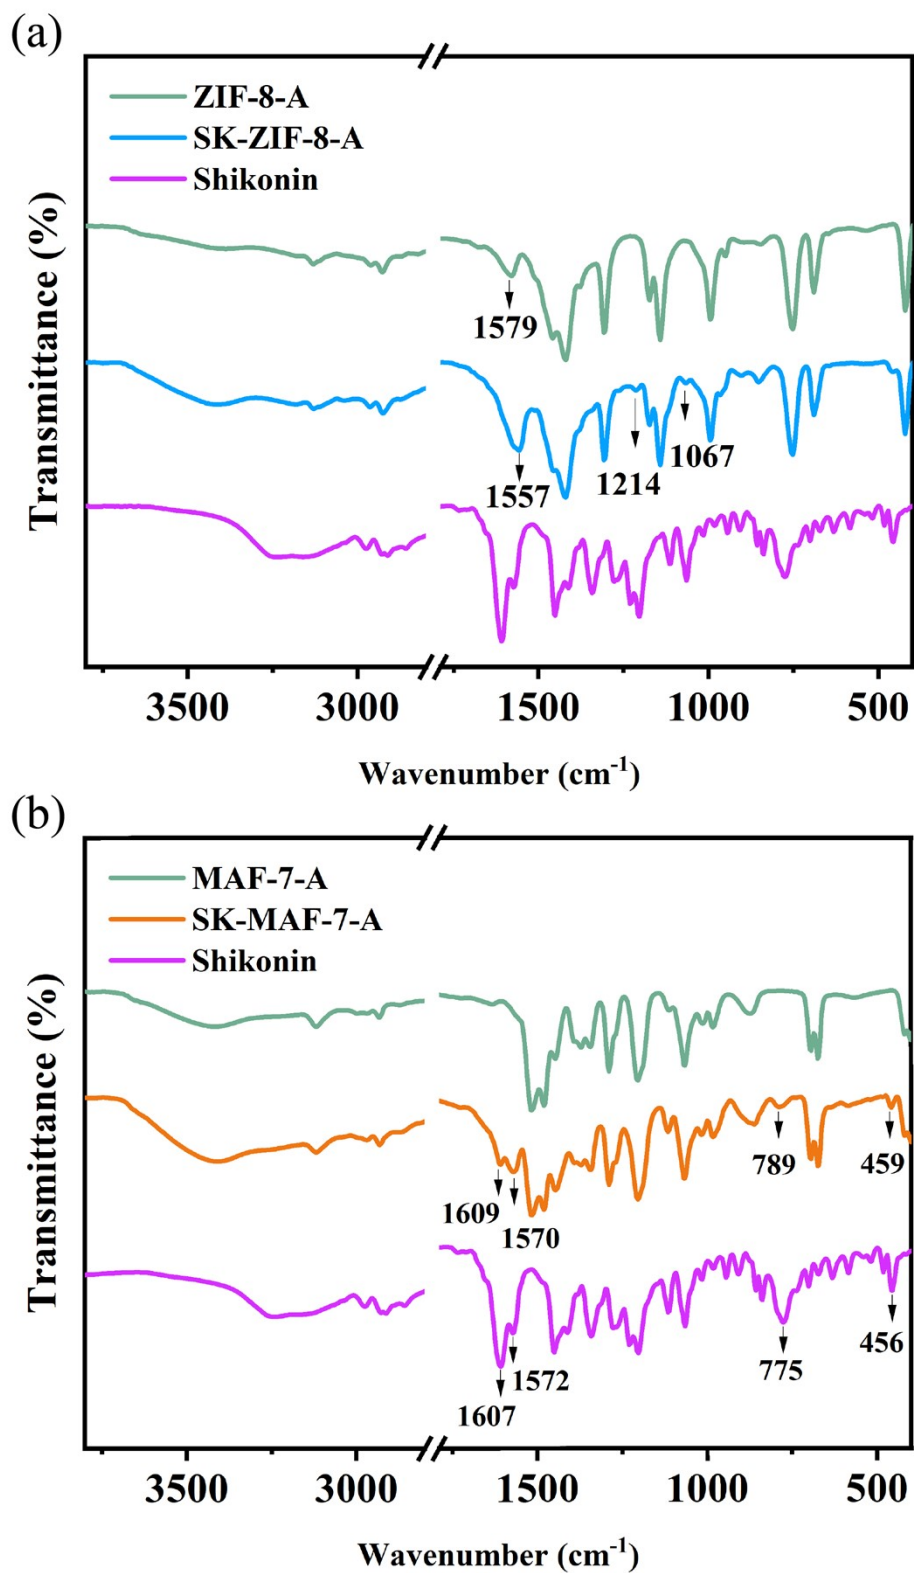 (a)
ZIF-8-A
SK-ZIF-8-A
Shikonin
Transmittance (%)
1579
1557
1214
1067
3500
3000
1500
1000
500
Wavenumber (cm⁻¹)
(b)
MAF-7-A
SK-MAF-7-A
Shikonin
Transmittance (%)
1609
1570
789
459
1607
1572
775
456
3500
3000
1500
1000
500
Wavenumber (cm⁻¹)